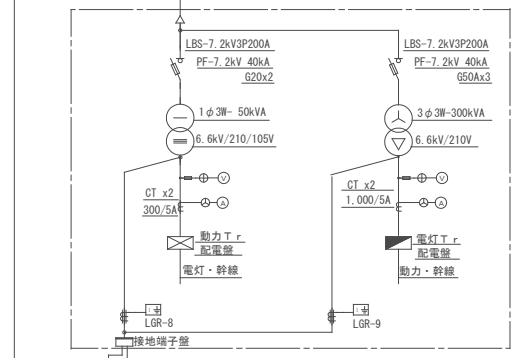 LBS-7.2kV3P200A
PF-7.2kV 40kA
G20x2
1φ3W- 50kVA
6.6kV/210/105V
V
CT x2
300/5A
A
動力Tr
配電盤
電灯・幹線
LGR-8
接地端子盤
LBS-7.2kV3P200A
PF-7.2kV 40kA
G50Ax3
3φ3W-300kVA
6.6kV/210V
V
CT x2
1.000/5A
A
電灯Tr
配電盤
動力・幹線
LGR-9